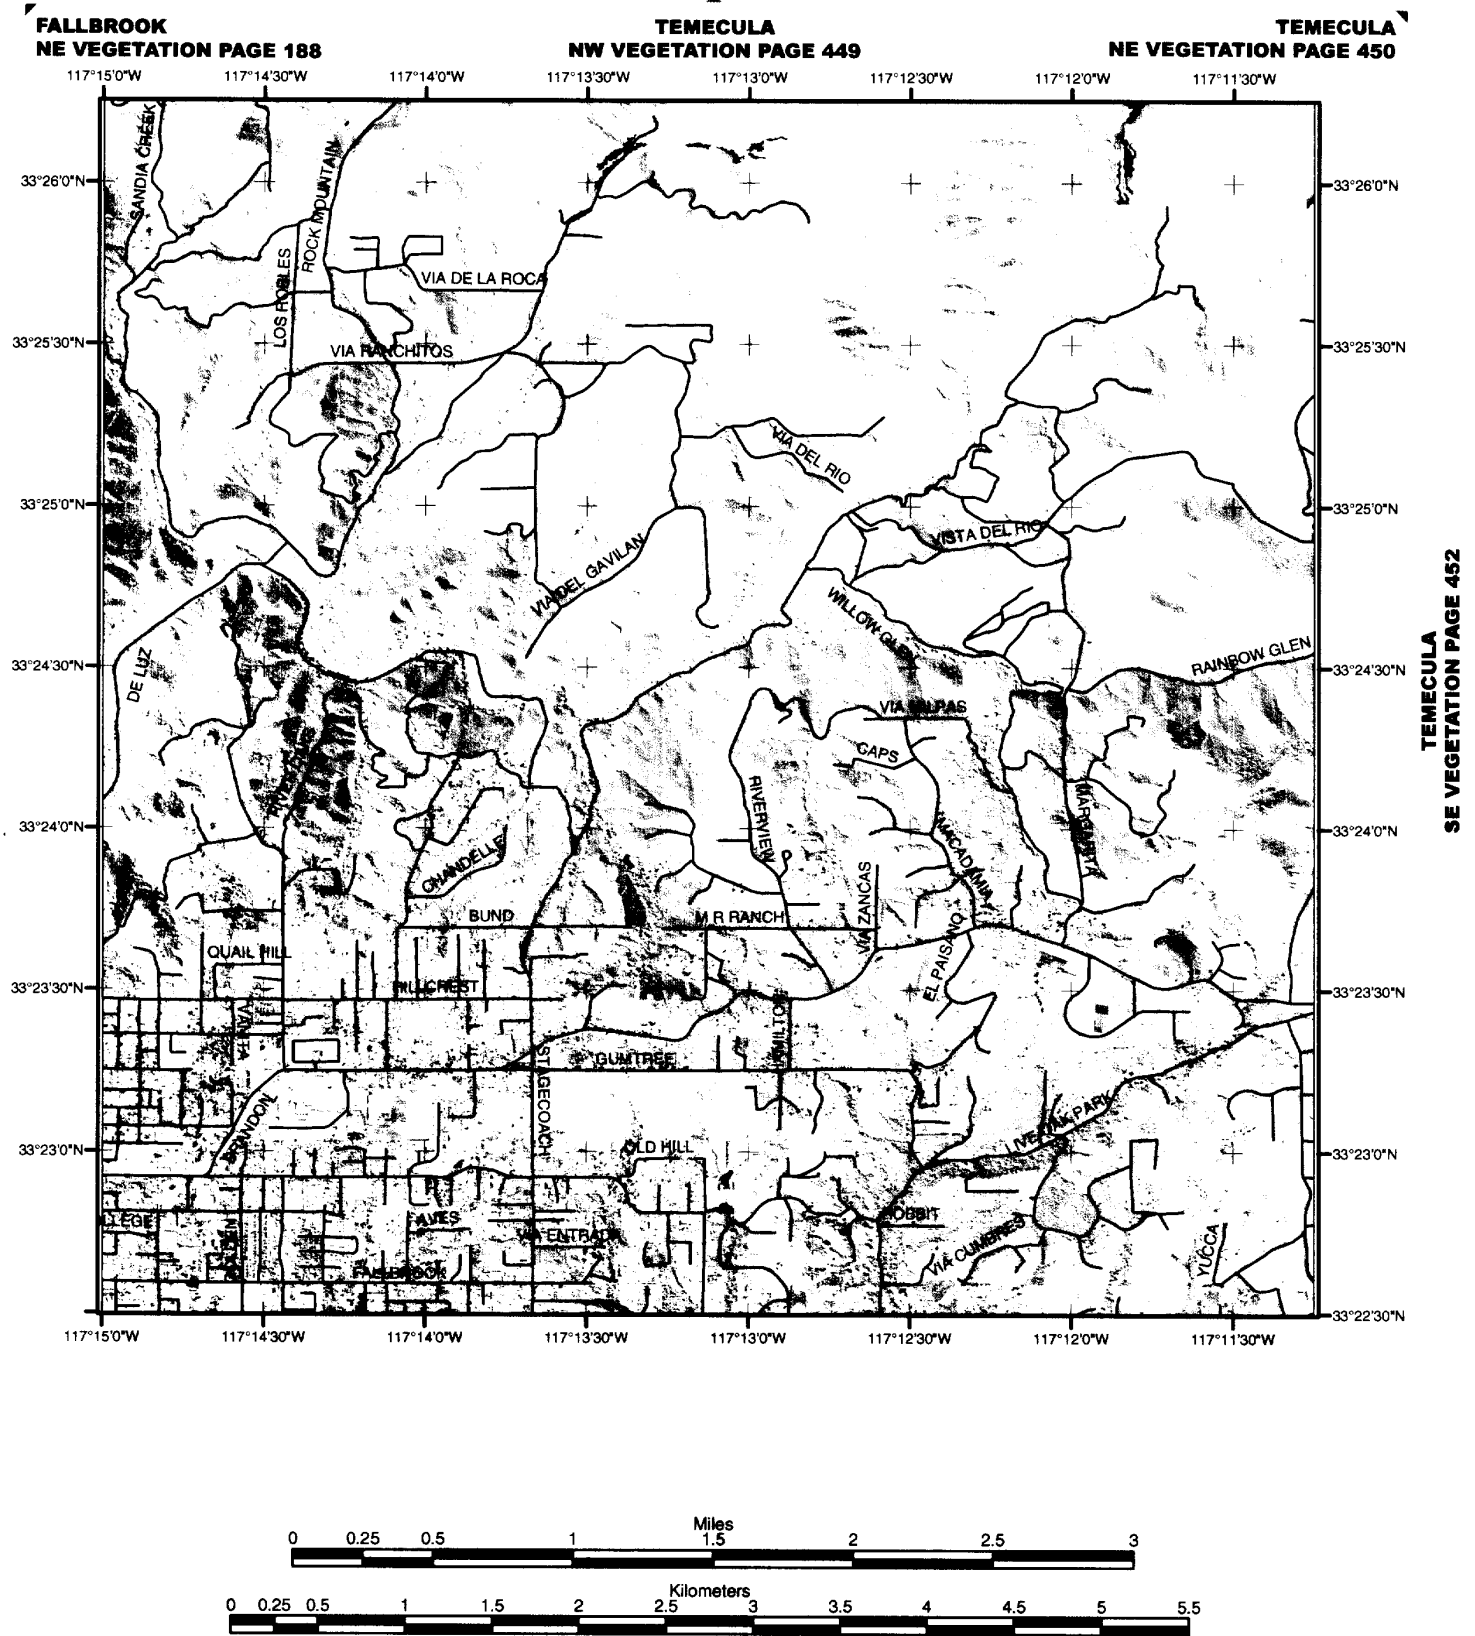 FALLBROOK
NE VEGETATION PAGE 188
TEMECULA
NW VEGETATION PAGE 449
TEMECULA
NE VEGETATION PAGE 450
117°15'0"W 117°14'30"W 117°14'0"W 117°13'30"W 117°13'0"W 117°12'30"W 117°12'0"W 117°11'30"W
SANDIA CREEK
ROCK MOUNTAIN
33°26'0"N 33°26'0"N
LOS ROBLES
VIA DE LA ROCA
33°25'30"N 33°25'30"N
VIA RANCHITOS
VIA DEL RIO
33°25'0"N 33°25'0"N
VISTA DEL RIO
VIA DEL GAVILAN
WILLOW GLEN
RAINBOW GLEN
33°24'30"N 33°24'30"N
DE LUZ
VIA MILPAS
CAPS
RIVERVIEW
MACADAMIA
MARGARITA
33°24'0"N 33°24'0"N
CHANDELLE
BUND
M R RANCH
VIA ZANCAS
EL PAISANO
QUAIL HILL
HILLCREST
33°23'30"N 33°23'30"N
GUMTREE
STAGECOACH
BRANDON
LIVE OAK PARK
OLD HILL
33°23'0"N 33°23'0"N
LLEGE
ALVES
VIA ENTRADA
HOBBIT
VIA CUMBRES
YUCCA
FALLBROOK
33°22'30"N
117°15'0"W 117°14'30"W 117°14'0"W 117°13'30"W 117°13'0"W 117°12'30"W 117°12'0"W 117°11'30"W
TEMECULA
SE VEGETATION PAGE 452
Miles
0 0.25 0.5 1 1.5 2 2.5 3
Kilometers
0 0.25 0.5 1 1.5 2 2.5 3 3.5 4 4.5 5 5.5